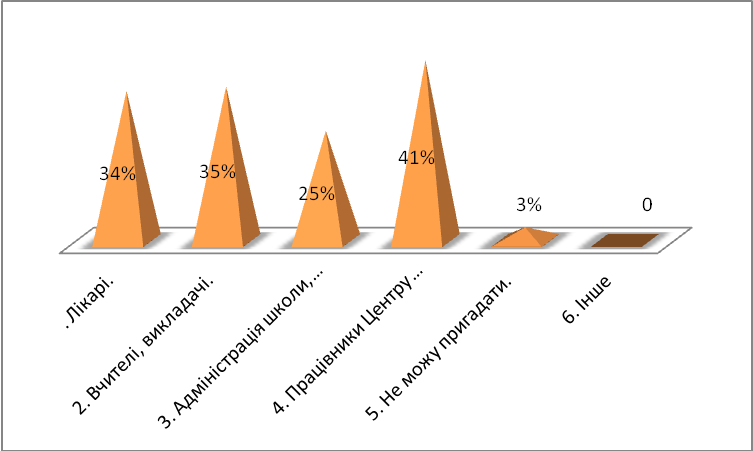 34%
35%
25%
41%
3%
0
. Лікарі.
2. Вчителі, викладачі.
3. Адміністрація школи,...
4. Працівники Центру...
5. Не можу пригадати.
6. Інше